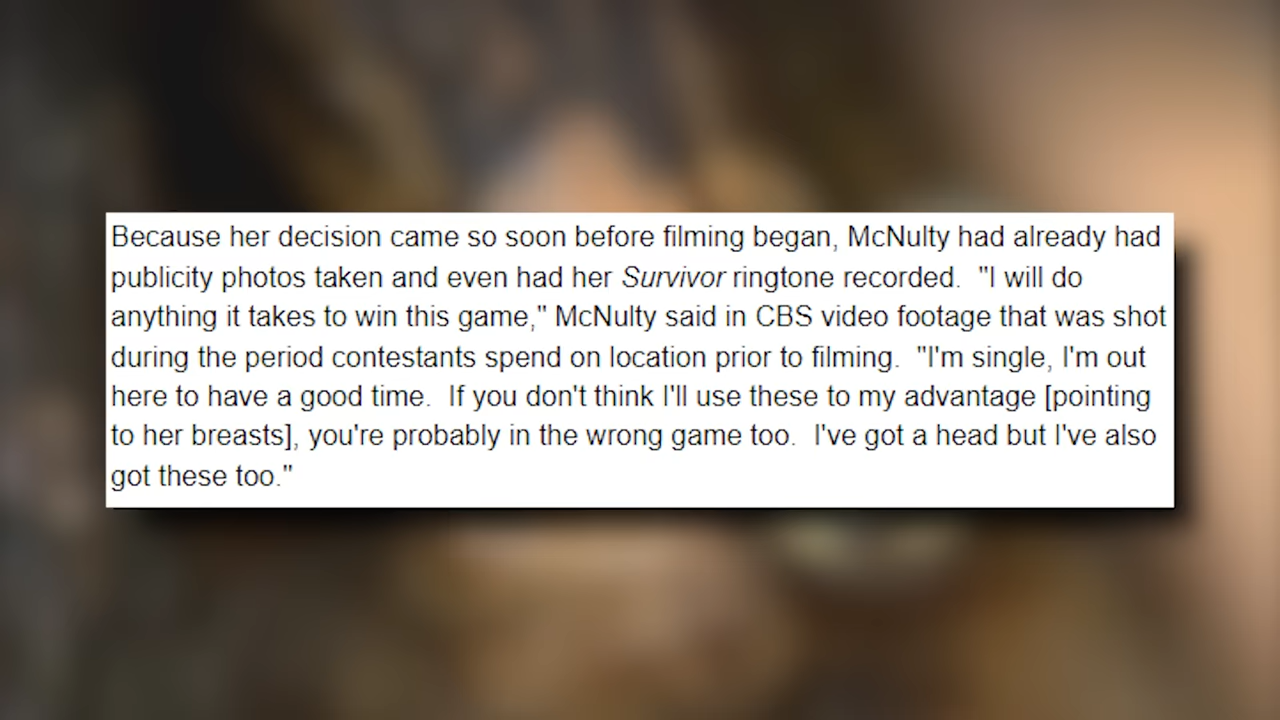 Because her decision came so soon before filming began, McNulty had already had
publicity photos taken and even had her Survivor ringtone recorded.  "I will do
anything it takes to win this game," McNulty said in CBS video footage that was shot
during the period contestants spend on location prior to filming.  "I'm single, I'm out
here to have a good time.  If you don't think I'll use these to my advantage [pointing
to her breasts], you're probably in the wrong game too.  I've got a head but I've also
got these too."